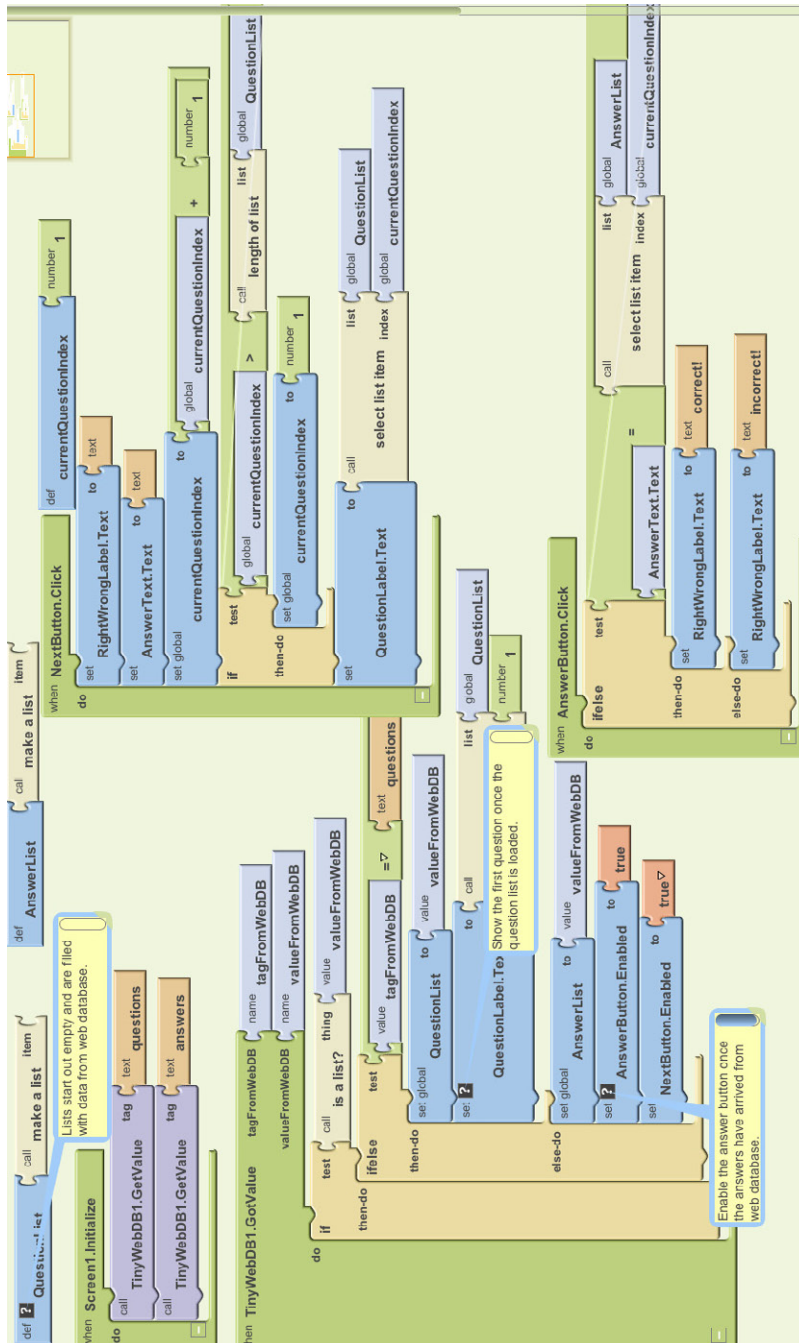 def QuestionList call make a list item
Lists start out empty and are filled
with data from web database.
def AnswerList call make a list item
when Screen1.Initialize
do
call TinyWebDB1.GetValue tag text questions
call TinyWebDB1.GetValue tag text answers
when TinyWebDB1.GotValue tagFromWebDB name tagFromWebDB
valueFromWebDB name valueFromWebDB
do if test call is a list? thing value valueFromWebDB
then-do ifelse test value tagFromWebDB = text questions
then-do set global QuestionList to value valueFromWebDB
set QuestionLabel.Te to call list global QuestionList
number 1
Show the first question once the
question list is loaded.
else-do set global AnswerList to value valueFromWebDB
set AnswerButton.Enabled to true
set NextButton.Enabled to true
Enable the answer button once
the answers have arrived from
web database.
def currentQuestionIndex number 1
when NextButton.Click
do set RightWrongLabel.Text to text
set AnswerText.Text to text
set global currentQuestionIndex to global currentQuestionIndex + number 1
if test global currentQuestionIndex > call length of list list global QuestionList
then-do set global currentQuestionIndex to number 1
set QuestionLabel.Text to call select list item list global QuestionList
index global currentQuestionIndex
when AnswerButton.Click
do ifelse test AnswerText.Text = call select list item list global AnswerList
index global currentQuestionIndex
then-do set RightWrongLabel.Text to text correct!
else-do set RightWrongLabel.Text to text incorrect!